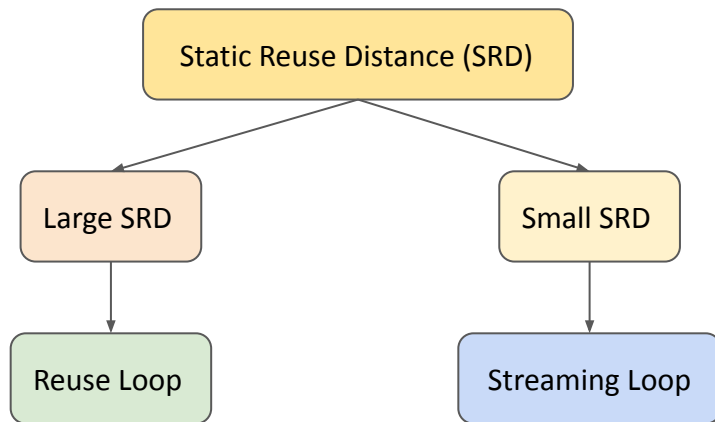 Static Reuse Distance (SRD)
Large SRD
Small SRD
Reuse Loop
Streaming Loop